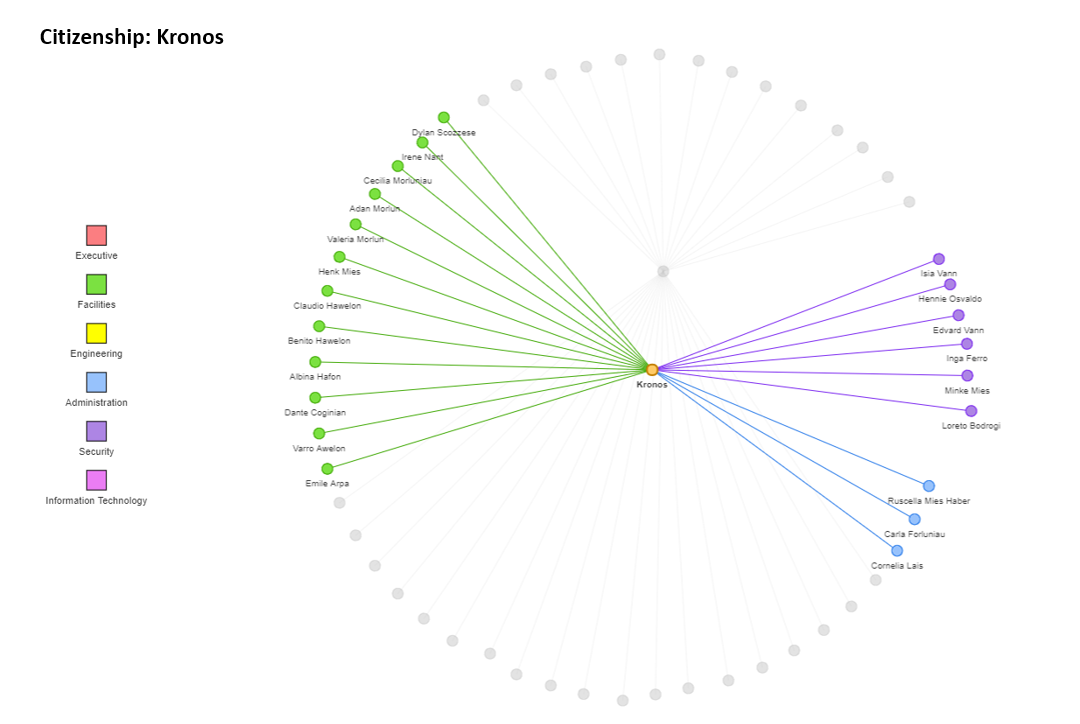 Citizenship: Kronos
Dylan Scozzese
Irene Nant
Cecilia Morluniau
Adan Morlun
Valeria Morlun
Henk Mies
Claudio Hawelon
Benito Hawelon
Albina Hafon
Dante Coginian
Varro Awelon
Emile Arpa
Kronos
Isia Vann
Hennie Osvaldo
Edvard Vann
Inga Ferro
Minke Mies
Loreto Bodrogi
Ruscella Mies Haber
Carla Forluniau
Cornelia Lais
Executive
Facilities
Engineering
Administration
Security
Information Technology